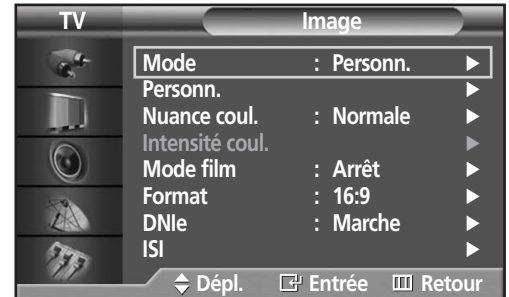 TV Image
Mode : Personn.
Personn.
Nuance coul. : Normale
Intensité coul.
Mode film : Arrêt
Format : 16:9
DNIe : Marche
ISI
Dépl. Entrée Retour